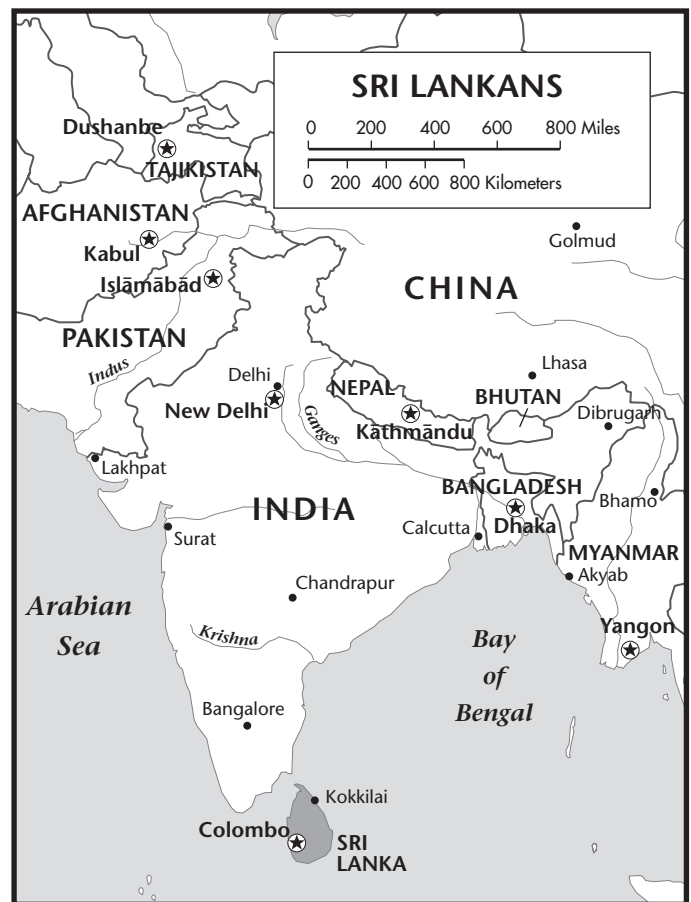 SRI LANKANS
0 200 400 600 800 Miles
0 200 400 600 800 Kilometers
Dushanbe
TAJIKISTAN
AFGHANISTAN
Kabul
Islāmābād
Golmud
CHINA
PAKISTAN
Indus
Delhi
New Delhi
Ganges
NEPAL
Kāthmāndu
Lhasa
BHUTAN
Dibrugarh
Lakhpat
BANGLADESH
Bhamo
INDIA
Calcutta
Dhaka
Surat
MYANMAR
Akyab
Chandrapur
Arabian
Sea
Krishna
Yangon
Bay
of
Bengal
Bangalore
Kokkilai
Colombo
SRI
LANKA